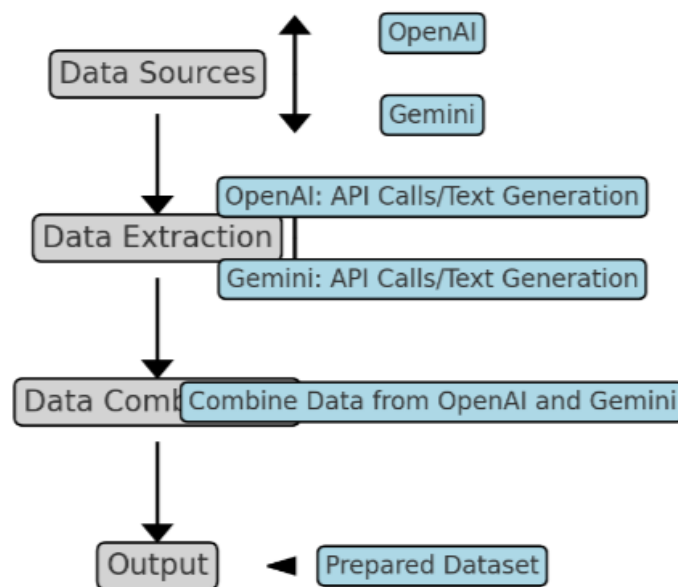 OpenAI
Data Sources
Gemini
OpenAI: API Calls/Text Generation
Data Extraction
Gemini: API Calls/Text Generation
Data Comb
Combine Data from OpenAI and Gemini
Output
Prepared Dataset